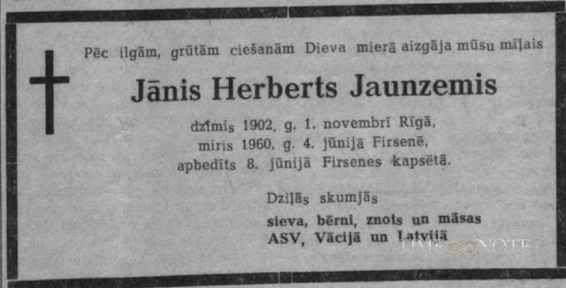 Pēc ilgām, grūtām ciešanām Dieva mierā aizgāja mūsu mīļais
Jānis Herberts Jaunzemis
dzimis 1902. g. 1. novembrī Rīgā,
miris 1960. g. 4. jūnijā Firsenē,
apbedīts 8. jūnijā Firsenes kapsētā.
Dziļās skumjās
sieva, bērni, znots un māsas
ASV, Vācijā un Latvijā
TIMENOTE